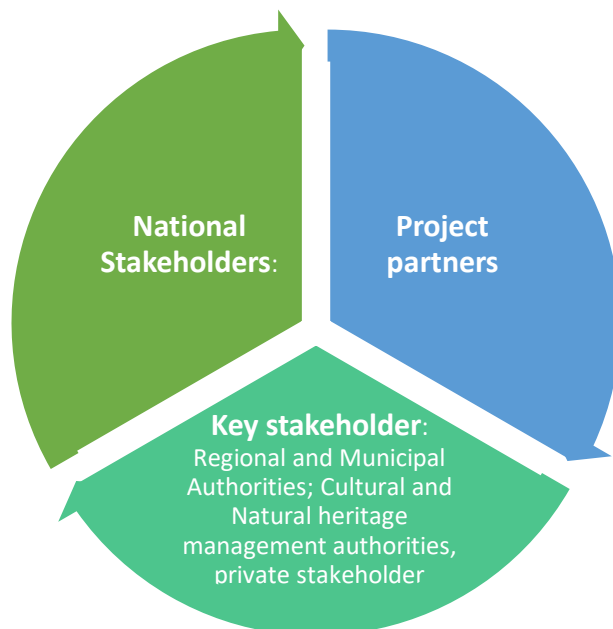 National
Stakeholders:
Project
partners
Key stakeholder:
Regional and Municipal
Authorities; Cultural and
Natural heritage
management authorities,
private stakeholder